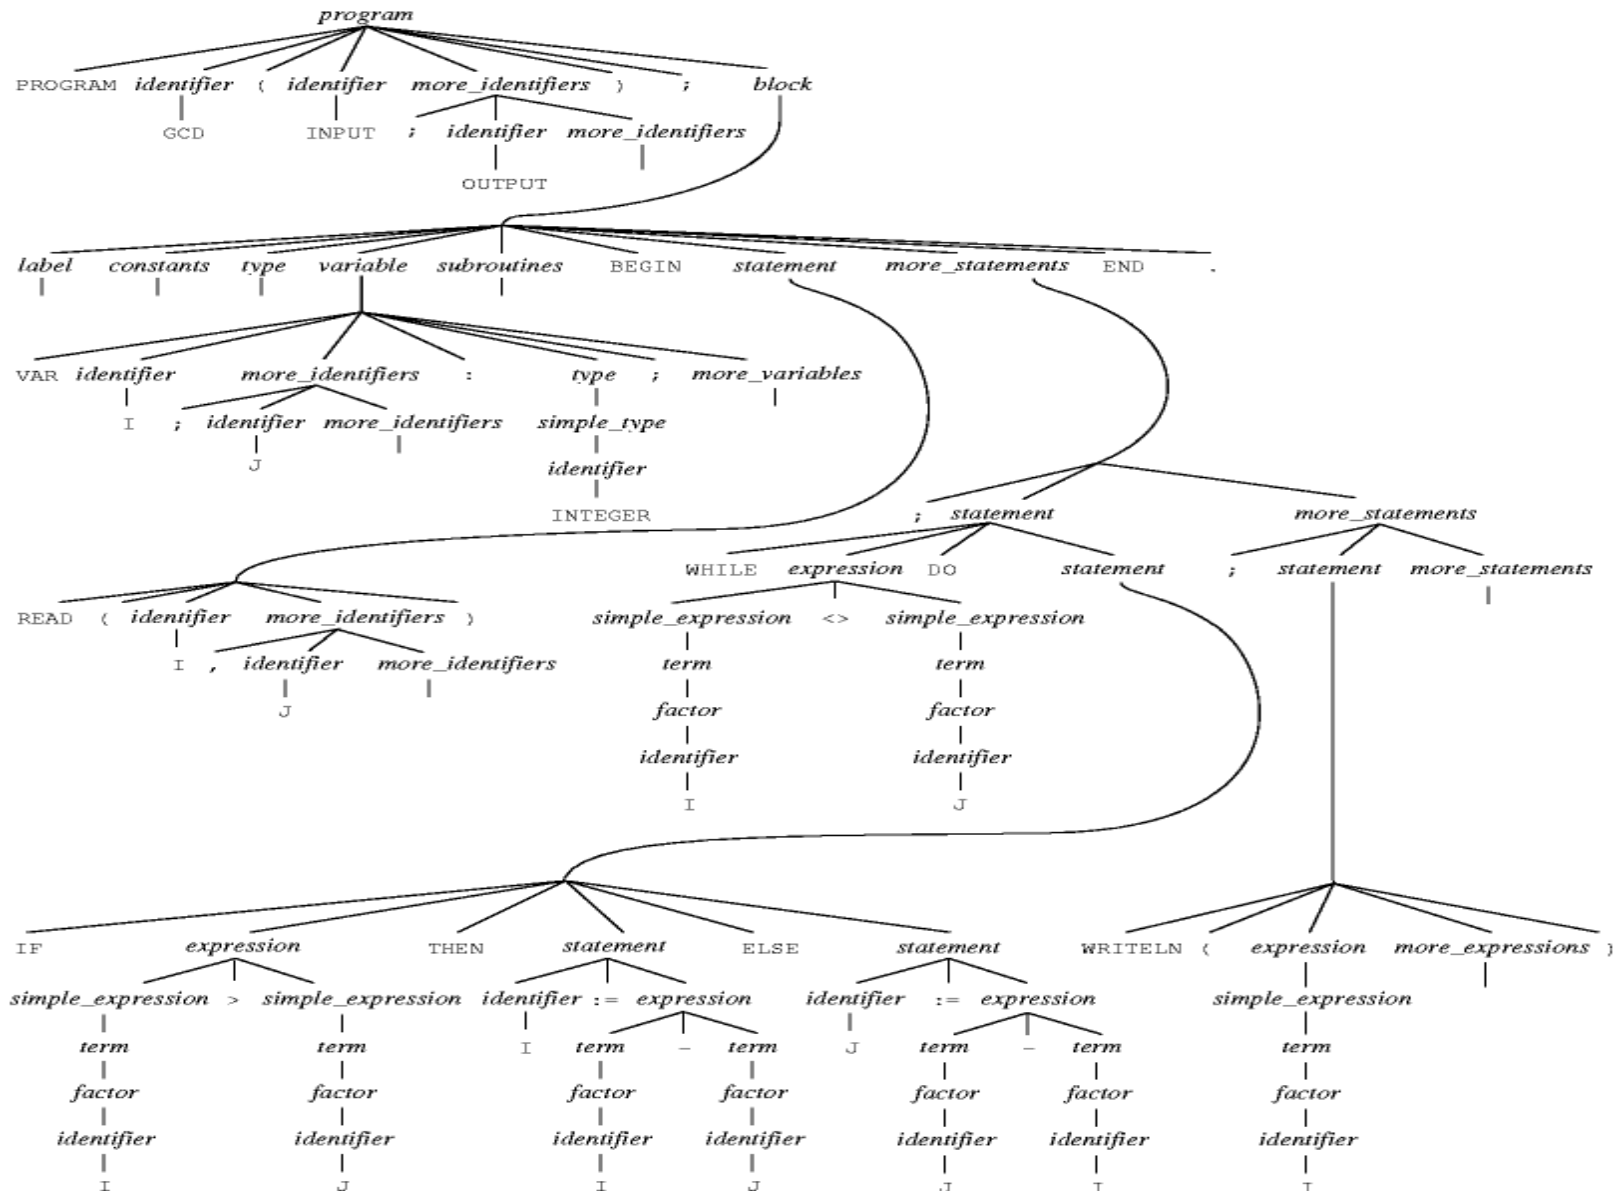 program
PROGRAM identifier ( identifier more_identifiers ) ; block
GCD INPUT ; identifier more_identifiers
OUTPUT
label constants type variable subroutines BEGIN statement more_statements END .
VAR identifier more_identifiers : type ; more_variables
I ; identifier more_identifiers simple_type
J
identifier
INTEGER ; statement more_statements
WHILE expression DO statement ; statement more_statements
READ ( identifier more_identifiers ) simple_expression <> simple_expression
I , identifier more_identifiers term term
J factor factor
identifier identifier
I J
IF expression THEN statement ELSE statement WRITELN ( expression more_expressions )
simple_expression > simple_expression identifier := expression identifier := expression simple_expression
term term I term - term J term - term term
factor factor factor factor factor factor factor
identifier identifier identifier identifier identifier identifier identifier
I J I J J I I